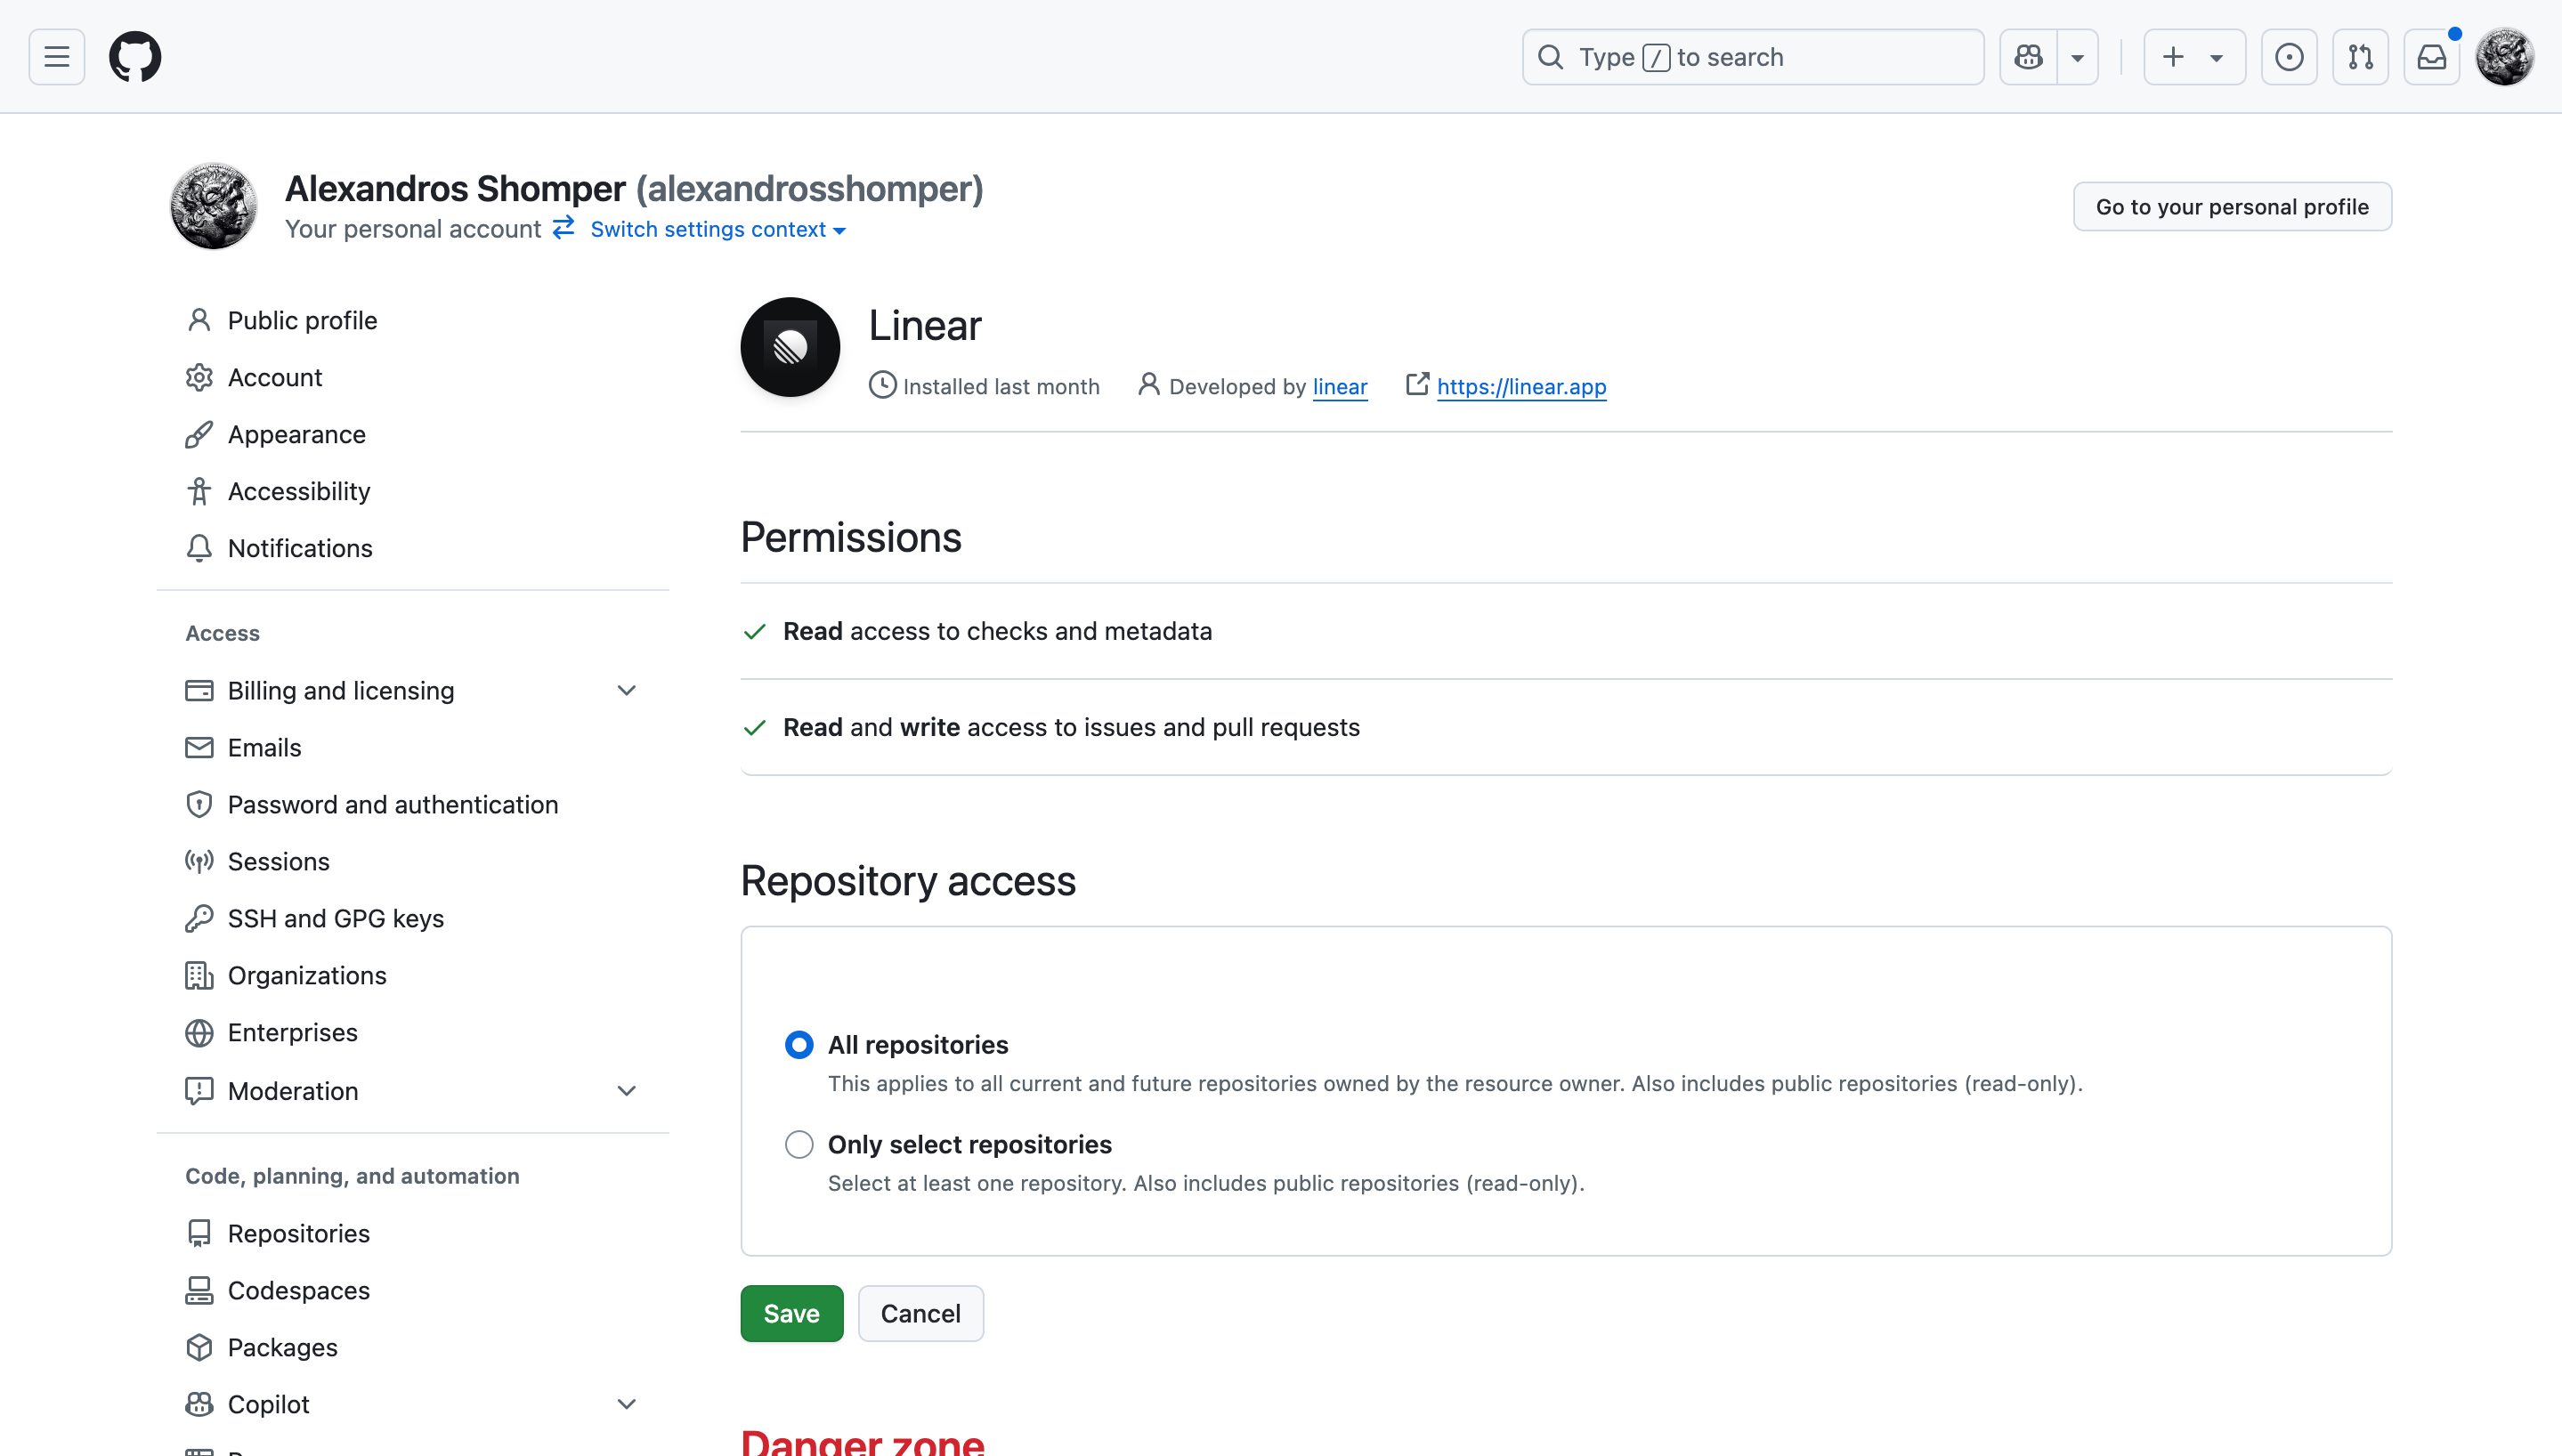 Type / to search
Alexandros Shomper (alexandrosshomper)
Your personal account Switch settings context
Go to your personal profile
Public profile
Account
Appearance
Accessibility
Notifications
Access
Billing and licensing
Emails
Password and authentication
Sessions
SSH and GPG keys
Organizations
Enterprises
Moderation
Code, planning, and automation
Repositories
Codespaces
Packages
Copilot
Linear
Installed last month Developed by linear https://linear.app
Permissions
Read access to checks and metadata
Read and write access to issues and pull requests
Repository access
All repositories
This applies to all current and future repositories owned by the resource owner. Also includes public repositories (read-only).
Only select repositories
Select at least one repository. Also includes public repositories (read-only).
Save Cancel
Danger zone